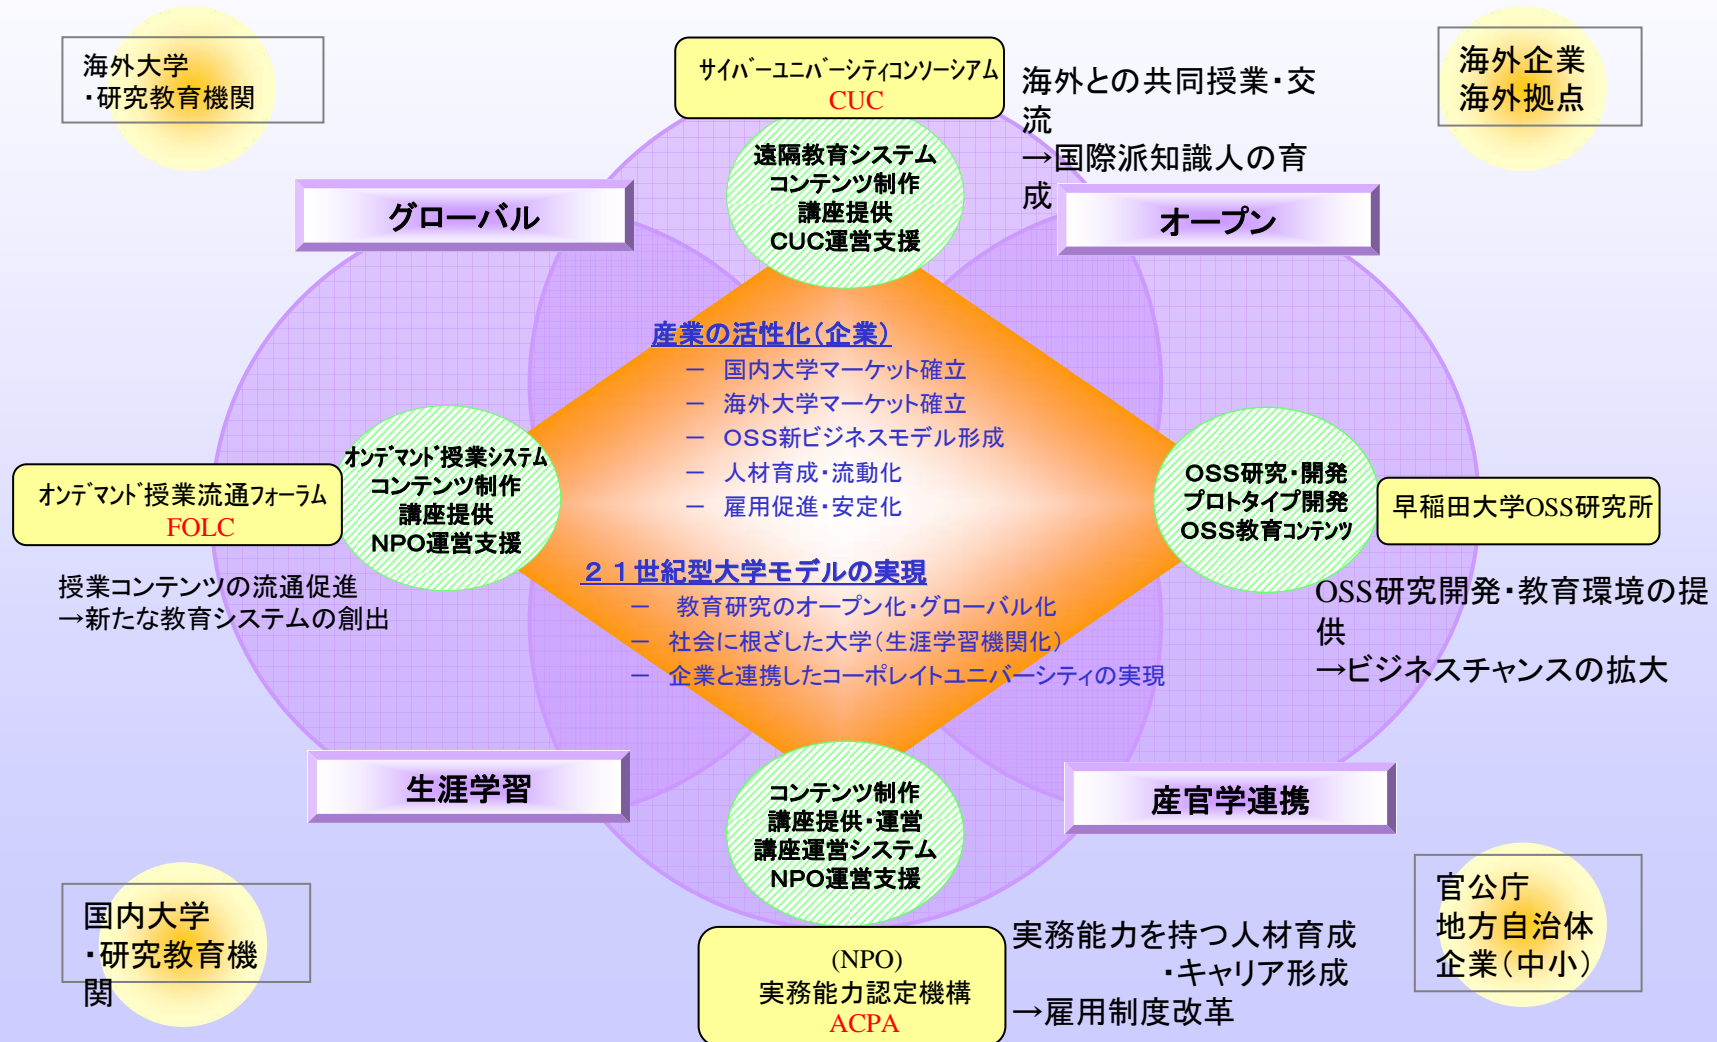 海外大学
・研究教育機関
サイバーユニバーシティコンソーシアム
CUC
海外との共同授業・交
流
→国際派知識人の育
成
海外企業
海外拠点
遠隔教育システム
コンテンツ制作
講座提供
CUC運営支援
グローバル
オープン
産業の活性化(企業)
－ 国内大学マーケット確立
－ 海外大学マーケット確立
－ OSS新ビジネスモデル形成
－ 人材育成・流動化
－ 雇用促進・安定化
オンデマンド授業流通フォーラム
FOLC
オンデマンド授業システム
コンテンツ制作
講座提供
NPO運営支援
授業コンテンツの流通促進
→新たな教育システムの創出
OSS研究・開発
プロトタイプ開発
OSS教育コンテンツ
早稲田大学OSS研究所
OSS研究開発・教育環境の提
供
→ビジネスチャンスの拡大
２１世紀型大学モデルの実現
－ 教育研究のオープン化・グローバル化
－ 社会に根ざした大学(生涯学習機関化)
－ 企業と連携したコーポレイトユニバーシティの実現
生涯学習
産官学連携
コンテンツ制作
講座提供・運営
講座運営システム
NPO運営支援
国内大学
・研究教育機
関
(NPO)
実務能力認定機構
ACPA
実務能力を持つ人材育成
・キャリア形成
→雇用制度改革
官公庁
地方自治体
企業(中小)